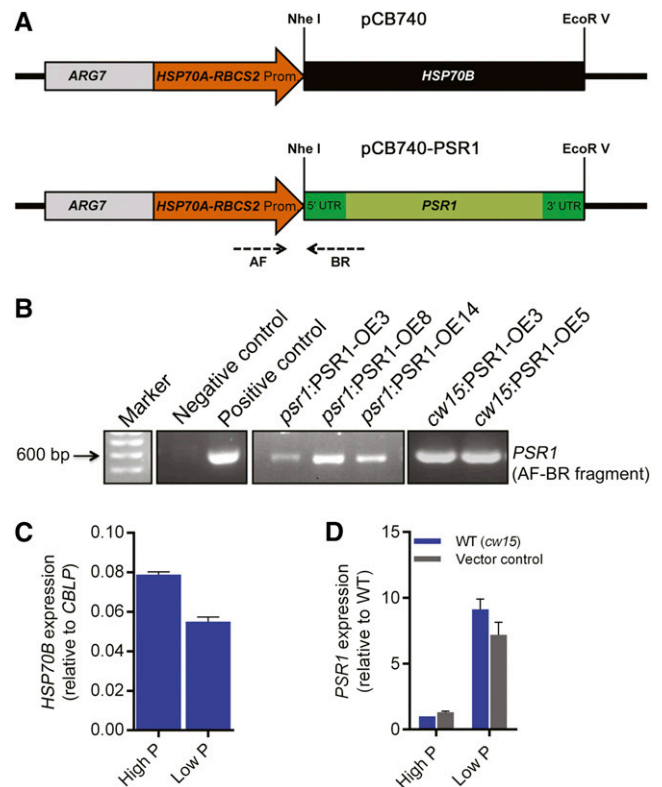 A
Nhe I
pCB740
EcoR V
ARG7
HSP70A-RBCS2 Prom
HSP70B
Nhe I
pCB740-PSR1
EcoR V
ARG7
HSP70A-RBCS2 Prom
5' UTR
PSR1
3' UTR
AF
BR
B
Marker
Negative control
Positive control
psr1:PSR1-OE3
psr1:PSR1-OE8
psr1:PSR1-OE14
cw15:PSR1-OE3
cw15:PSR1-OE5
600 bp
PSR1
(AF-BR fragment)
C
HSP70B expression
(relative to CBLP)
0.10
0.08
0.06
0.04
0.02
0.00
High P
Low P
D
PSR1 expression
(relative to WT)
15
10
5
0
WT (cw15)
Vector control
High P
Low P